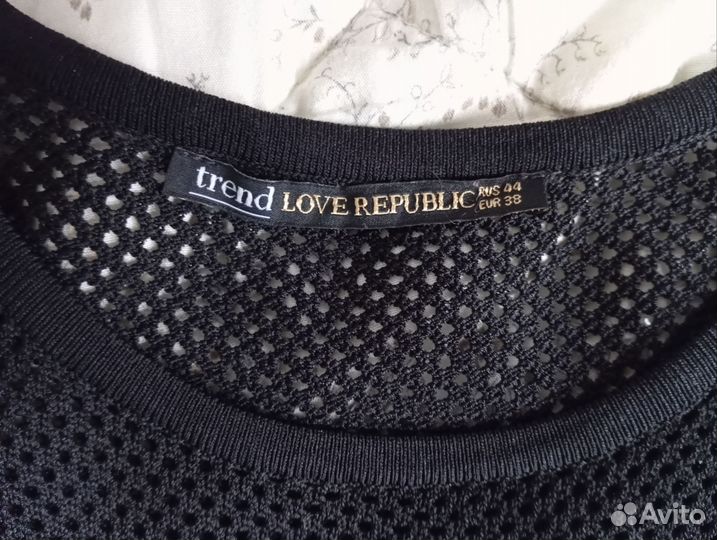 trend LOVE REPUBLIC RUS 44
EUR 38
Avito